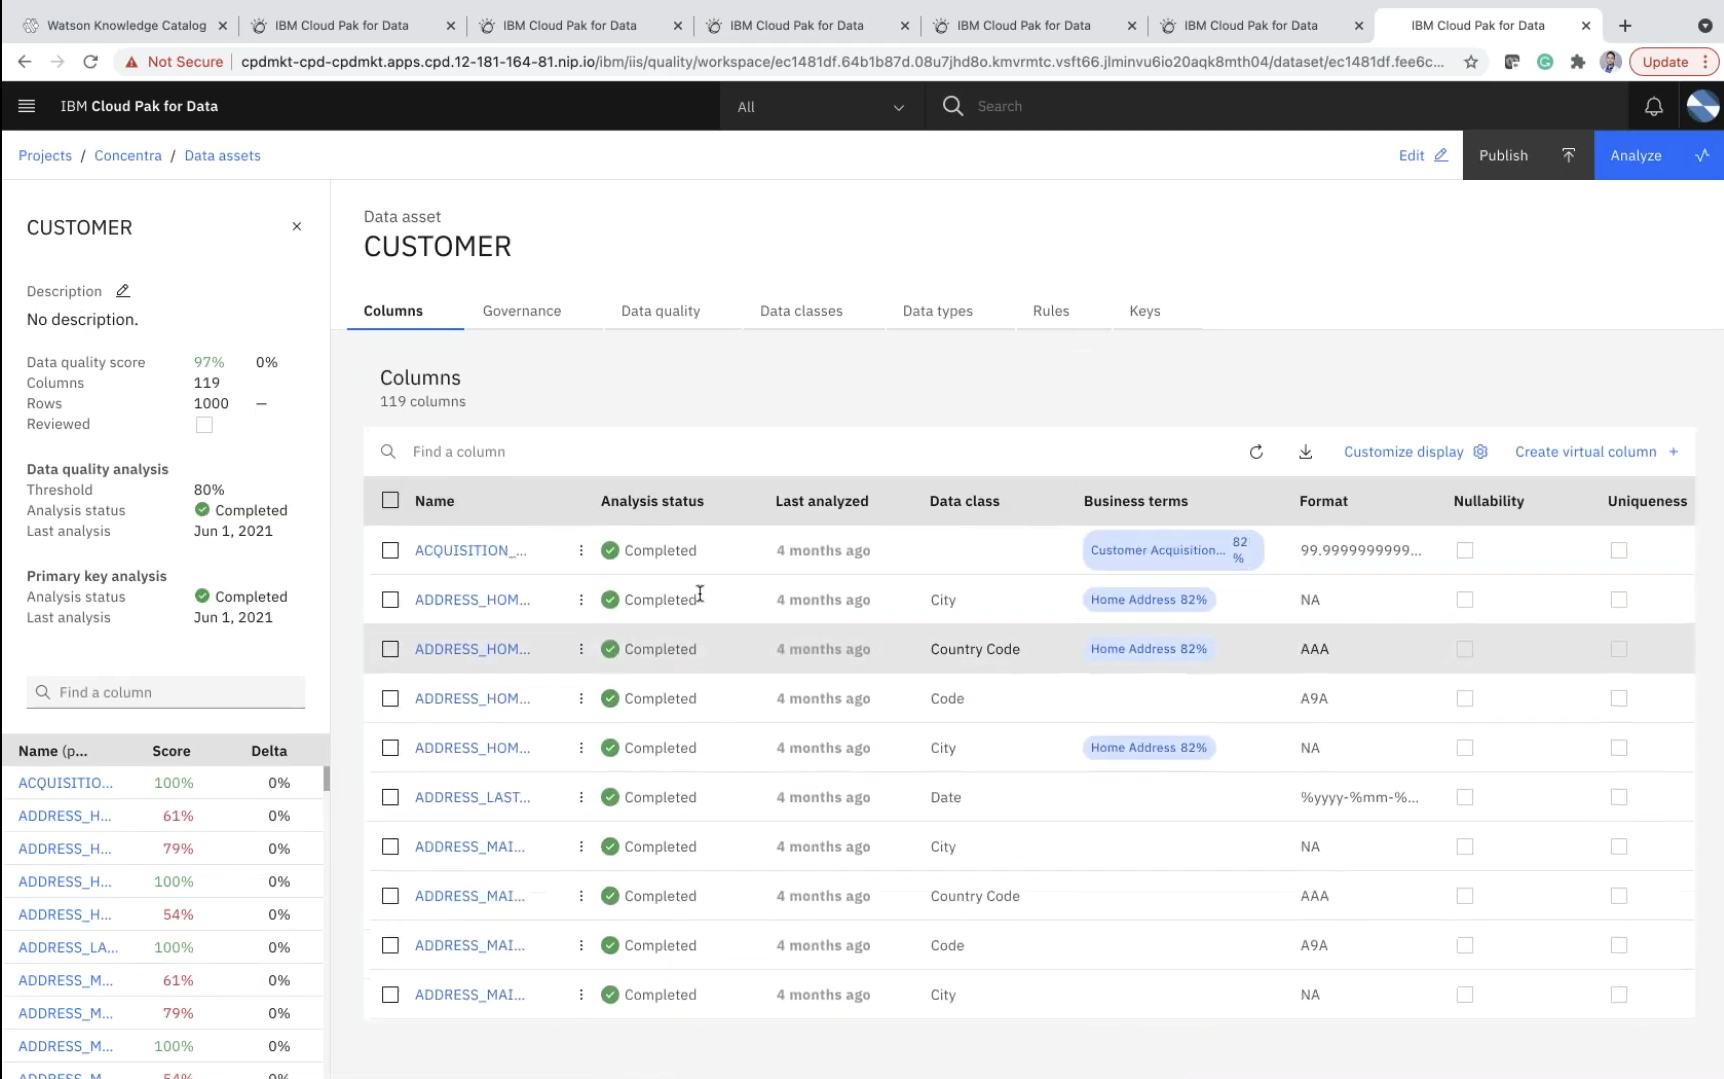 Watson Knowledge Catalog
IBM Cloud Pak for Data
IBM Cloud Pak for Data
IBM Cloud Pak for Data
IBM Cloud Pak for Data
IBM Cloud Pak for Data
IBM Cloud Pak for Data
Not Secure
cpdmkt-cpd-cpdmkt.apps.cpd.12-181-164-81.nip.io/ibm/iis/quality/workspace/ec1481df.64b1b87d.08u7jhd8o.kmvrmtc.vsft66.jlminvu6io20aqk8mth04/dataset/ec1481df.fee6c...
Update
IBM Cloud Pak for Data
All
Search
Projects / Concentra / Data assets
Edit
Publish
Analyze
CUSTOMER
Description
No description.
Data quality score 97% 0%
Columns 119
Rows 1000 —
Reviewed
Data quality analysis
Threshold 80%
Analysis status Completed
Last analysis Jun 1, 2021
Primary key analysis
Analysis status Completed
Last analysis Jun 1, 2021
Find a column
Name (p... Score Delta
ACQUISITIO... 100% 0%
ADDRESS_H... 61% 0%
ADDRESS_H... 79% 0%
ADDRESS_H... 100% 0%
ADDRESS_H... 54% 0%
ADDRESS_LA... 100% 0%
ADDRESS_M... 61% 0%
ADDRESS_M... 79% 0%
ADDRESS_M... 100% 0%
ADDRESS_M... 54% 0%
Data asset
CUSTOMER
Columns Governance Data quality Data classes Data types Rules Keys
Columns
119 columns
Find a column
Customize display
Create virtual column +
Name Analysis status Last analyzed Data class Business terms Format Nullability Uniqueness
ACQUISITION_... Completed 4 months ago Customer Acquisition... 82 % 99.9999999999...
ADDRESS_HOM... Completed 4 months ago City Home Address 82% NA
ADDRESS_HOM... Completed 4 months ago Country Code Home Address 82% AAA
ADDRESS_HOM... Completed 4 months ago Code A9A
ADDRESS_HOM... Completed 4 months ago City Home Address 82% NA
ADDRESS_LAST... Completed 4 months ago Date %yyyy-%mm-%...
ADDRESS_MAI... Completed 4 months ago City NA
ADDRESS_MAI... Completed 4 months ago Country Code AAA
ADDRESS_MAI... Completed 4 months ago Code A9A
ADDRESS_MAI... Completed 4 months ago City NA